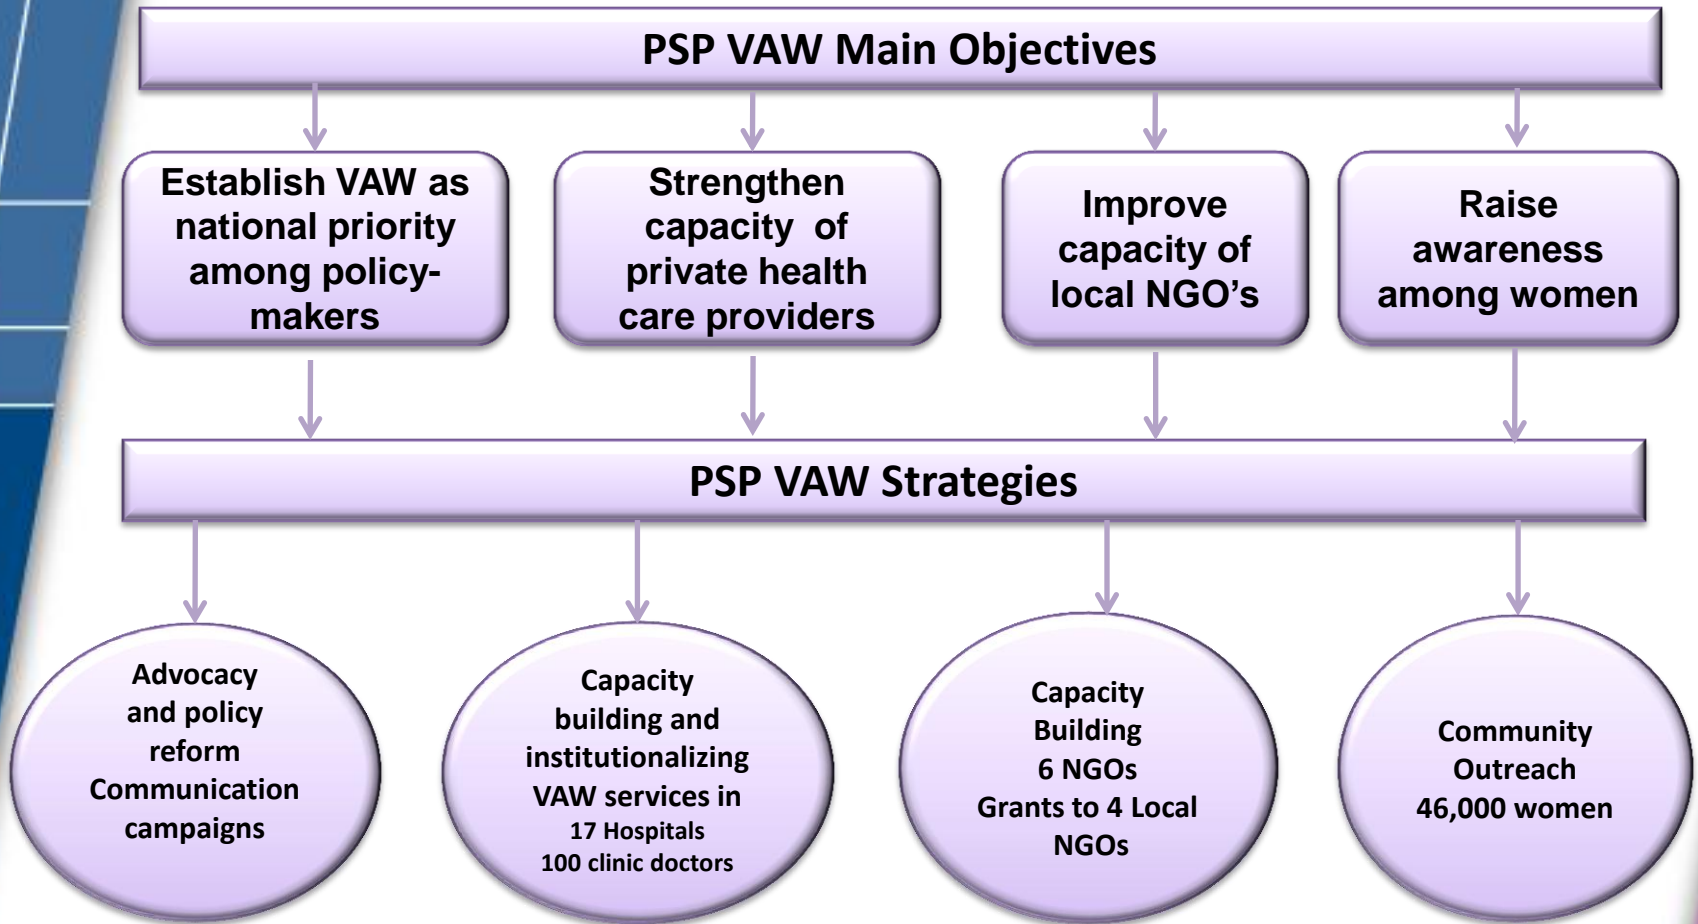 PSP VAW Main Objectives
Establish VAW as
national priority
among policy-
makers
Strengthen
capacity of
private health
care providers
Improve
capacity of
local NGO’s
Raise
awareness
among women
PSP VAW Strategies
Advocacy
and policy
reform
Communication
campaigns
Capacity
building and
institutionalizing
VAW services in
17 Hospitals
100 clinic doctors
Capacity
Building
6 NGOs
Grants to 4 Local
NGOs
Community
Outreach
46,000 women